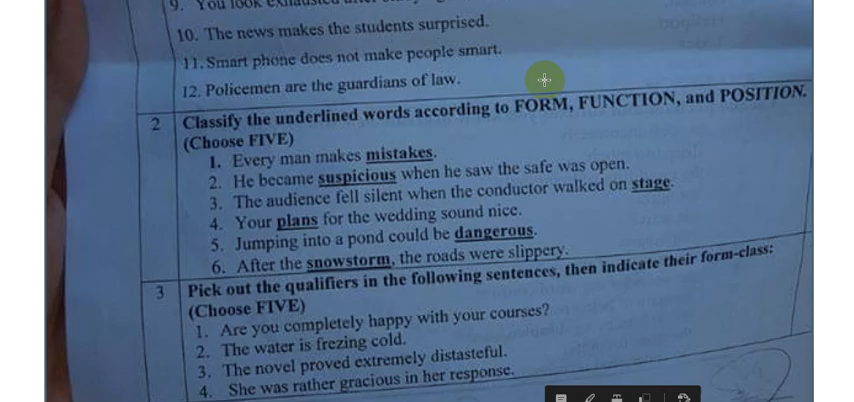 9. You look exhausted after
10. The news makes the students surprised.
11. Smart phone does not make people smart.
12. Policemen are the guardians of law.
2 Classify the underlined words according to FORM, FUNCTION, and POSITION.
(Choose FIVE)
1. Every man makes mistakes.
2. He became suspicious when he saw the safe was open.
3. The audience fell silent when the conductor walked on stage.
4. Your plans for the wedding sound nice.
5. Jumping into a pond could be dangerous.
6. After the snowstorm, the roads were slippery.
3 Pick out the qualifiers in the following sentences, then indicate their form-class:
(Choose FIVE)
1. Are you completely happy with your courses?
2. The water is frezing cold.
3. The novel proved extremely distasteful.
4. She was rather gracious in her response.